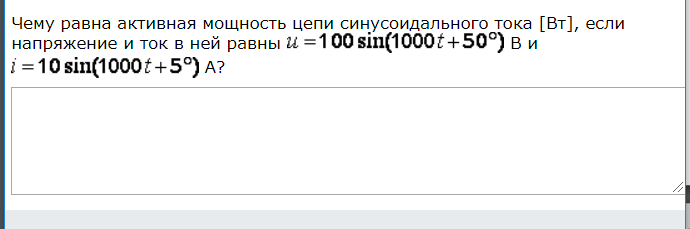 Чему равна активная мощность цепи синусоидального тока [Вт], если
напряжение и ток в ней равны u = 100 sin(1000t + 50°) В и
i = 10 sin(1000t + 5°) А?